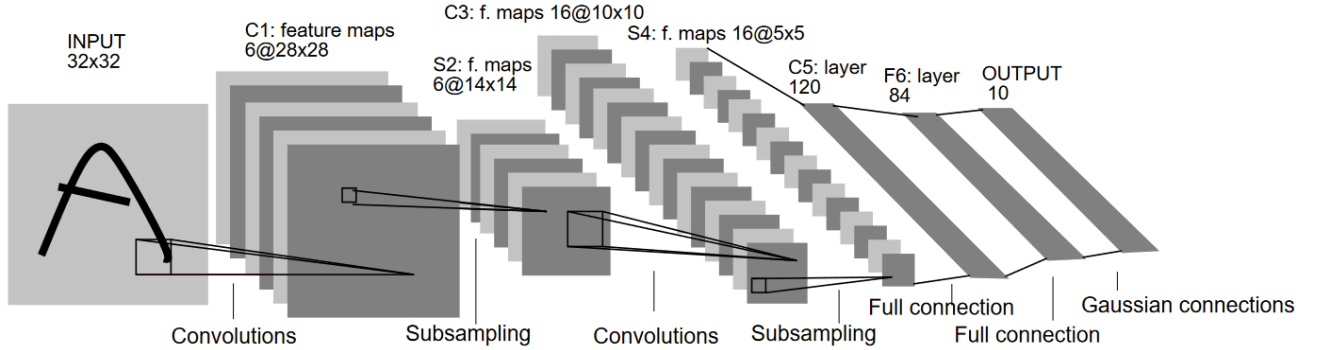 INPUT
32x32
C1: feature maps
6@28x28
S2: f. maps
6@14x14
C3: f. maps 16@10x10
S4: f. maps 16@5x5
C5: layer
120
F6: layer
84
OUTPUT
10
Convolutions
Subsampling
Convolutions
Subsampling
Full connection
Full connection
Gaussian connections